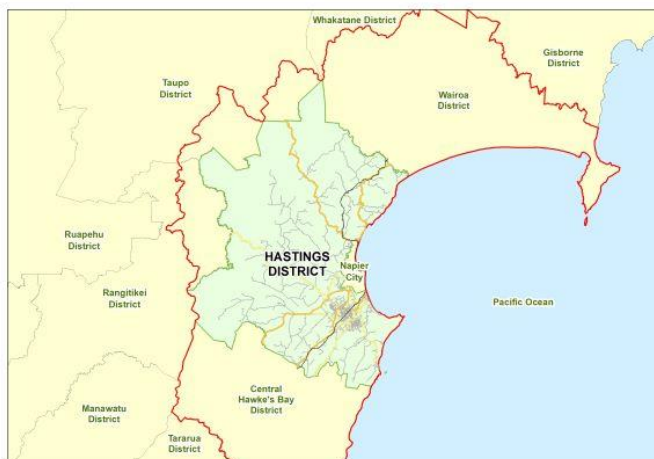 Whakatane District
Gisborne
District
Taupo
District
Wairoa
District
Ruapehu
District
HASTINGS
DISTRICT
Napier
City
Rangitikei
District
Pacific Ocean
Central
Hawke's Bay
District
Manawatu
District
Tararua
District